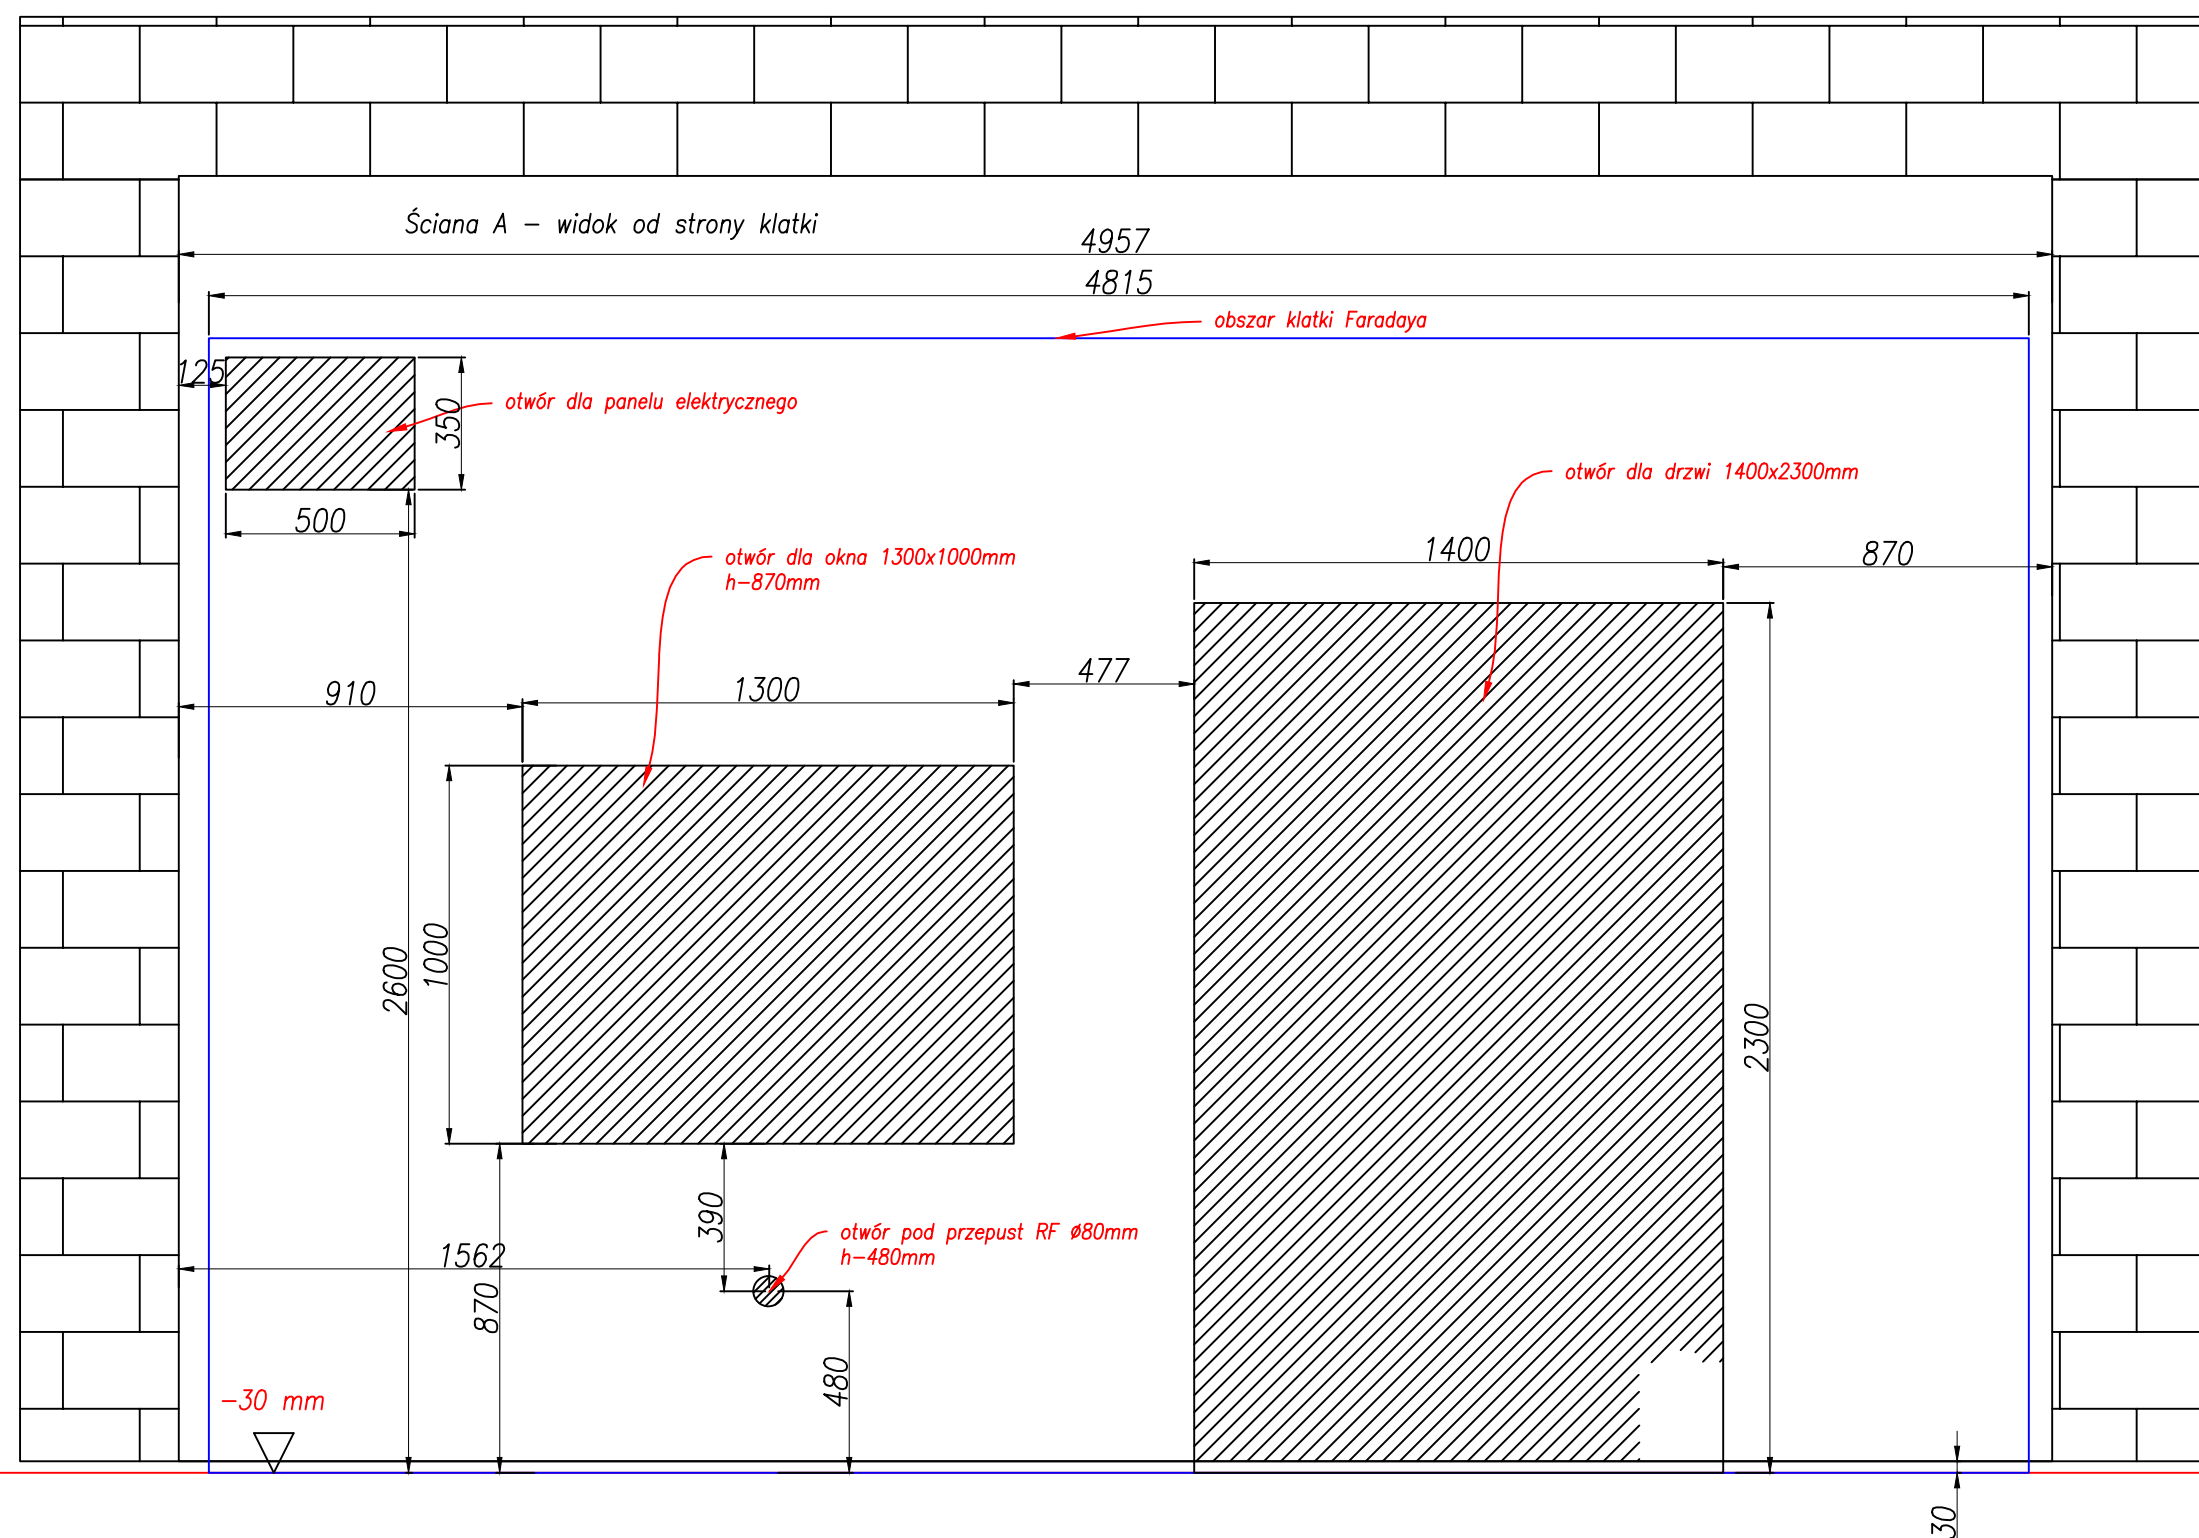 Ściana A – widok od strony klatki
4957
4815
obszar klatki Faradaya
125
350
otwór dla panelu elektrycznego
500
otwór dla drzwi 1400x2300mm
otwór dla okna 1300x1000mm
h–870mm
1400
870
477
910
1300
1000
2600
2300
390
otwór pod przepust RF ø80mm
h–480mm
1562
870
480
–30 mm
30